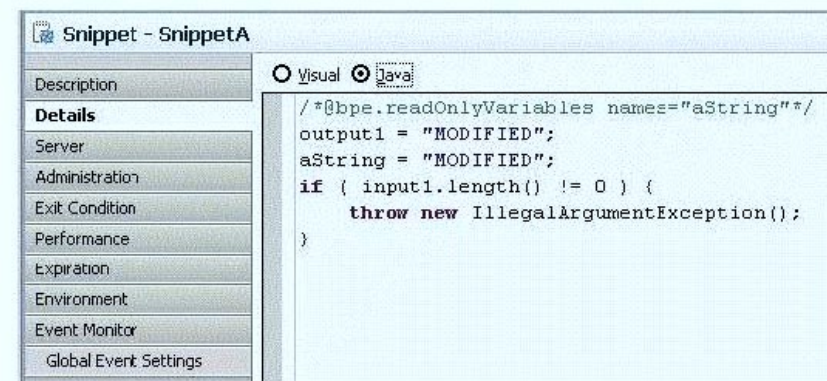 Snippet - SnippetA
Description
Details
Server
Administration
Exit Condition
Performance
Expiration
Environment
Event Monitor
Global Event Settings
Visual Java
/*@bpe.readOnlyVariables names="aString"*/
output1 = "MODIFIED";
aString = "MODIFIED";
if ( input1.length() != 0 ) {
    throw new IllegalArgumentException();
}